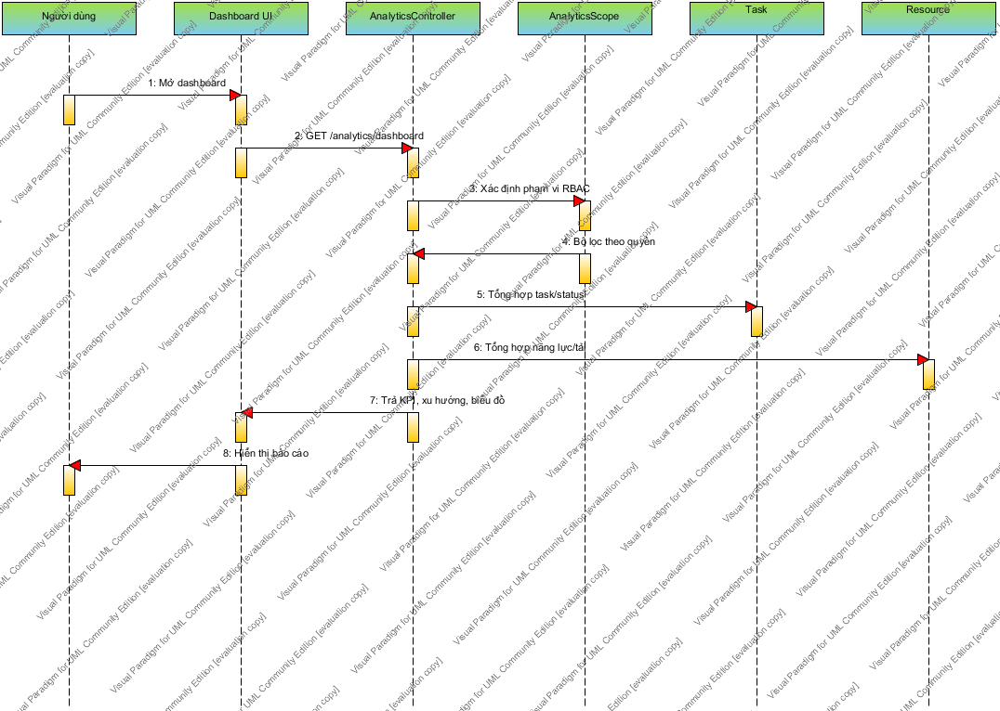 Người dùng
Dashboard UI
AnalyticsController
AnalyticsScope
Task
Resource
1: Mở dashboard
2: GET /analytics/dashboard
3: Xác định phạm vi RBAC
4: Bộ lọc theo quyền
5: Tổng hợp task/status
6: Tổng hợp năng lực/tải
7: Trả KPI, xu hướng, biểu đồ
8: Hiển thị báo cáo
Visual Paradigm for UML Community Edition [evaluation copy]